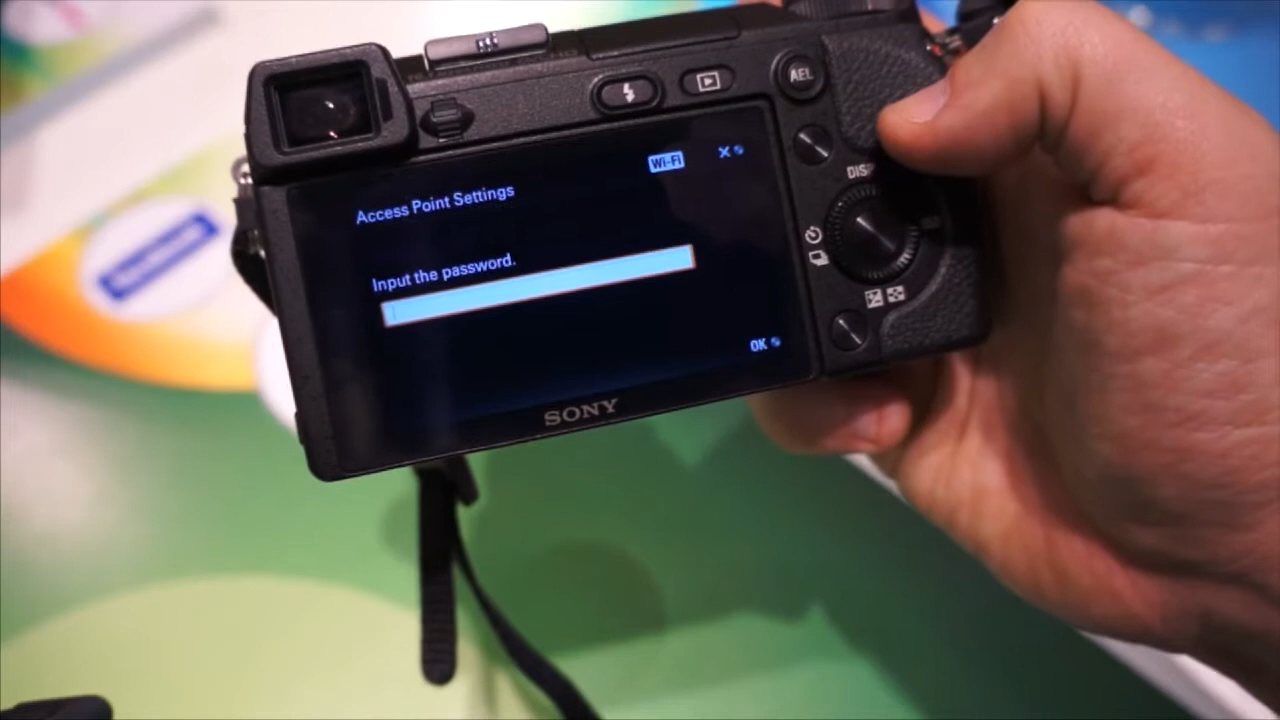 AEL
Wi-Fi
Access Point Settings
DISP
Input the password.
OK
SONY